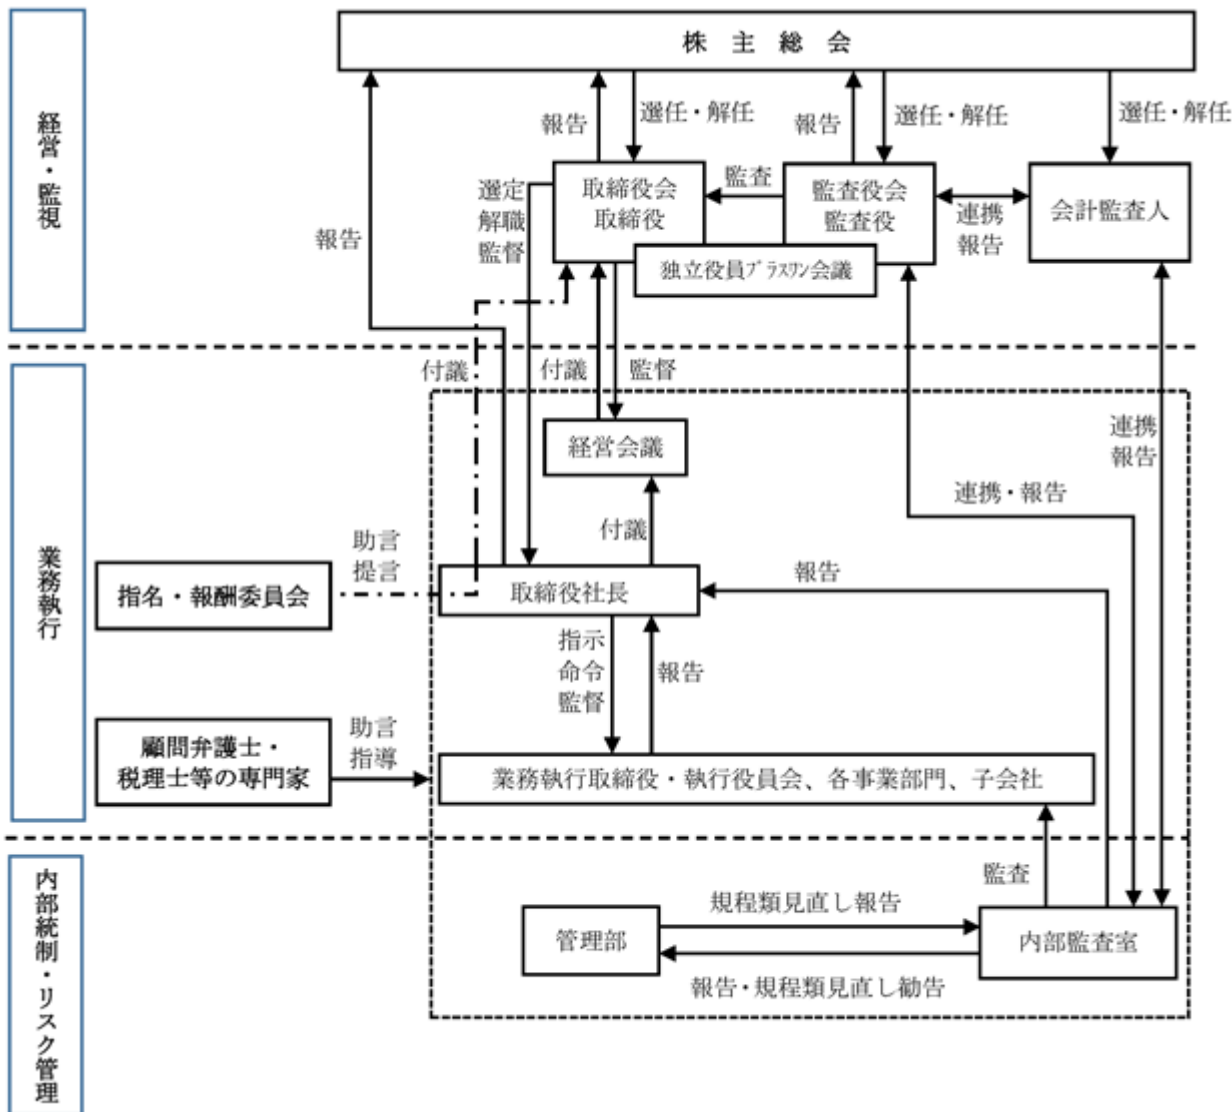 株主総会
経営・監視
報告
選任・解任
報告
選任・解任
選任・解任
取締役会
取締役
監査
監査役会
監査役
連携
報告
会計監査人
選定
解職
監督
報告
独立役員プラスワン会議
業務執行
付議
付議
監督
経営会議
連携
報告
連携・報告
付議
助言
提言
指名・報酬委員会
取締役社長
報告
指示
命令
監督
報告
顧問弁護士・
税理士等の専門家
助言
指導
業務執行取締役・執行役員会、各事業部門、子会社
内部統制・リスク管理
監査
管理部
規程類見直し報告
内部監査室
報告・規程類見直し勧告